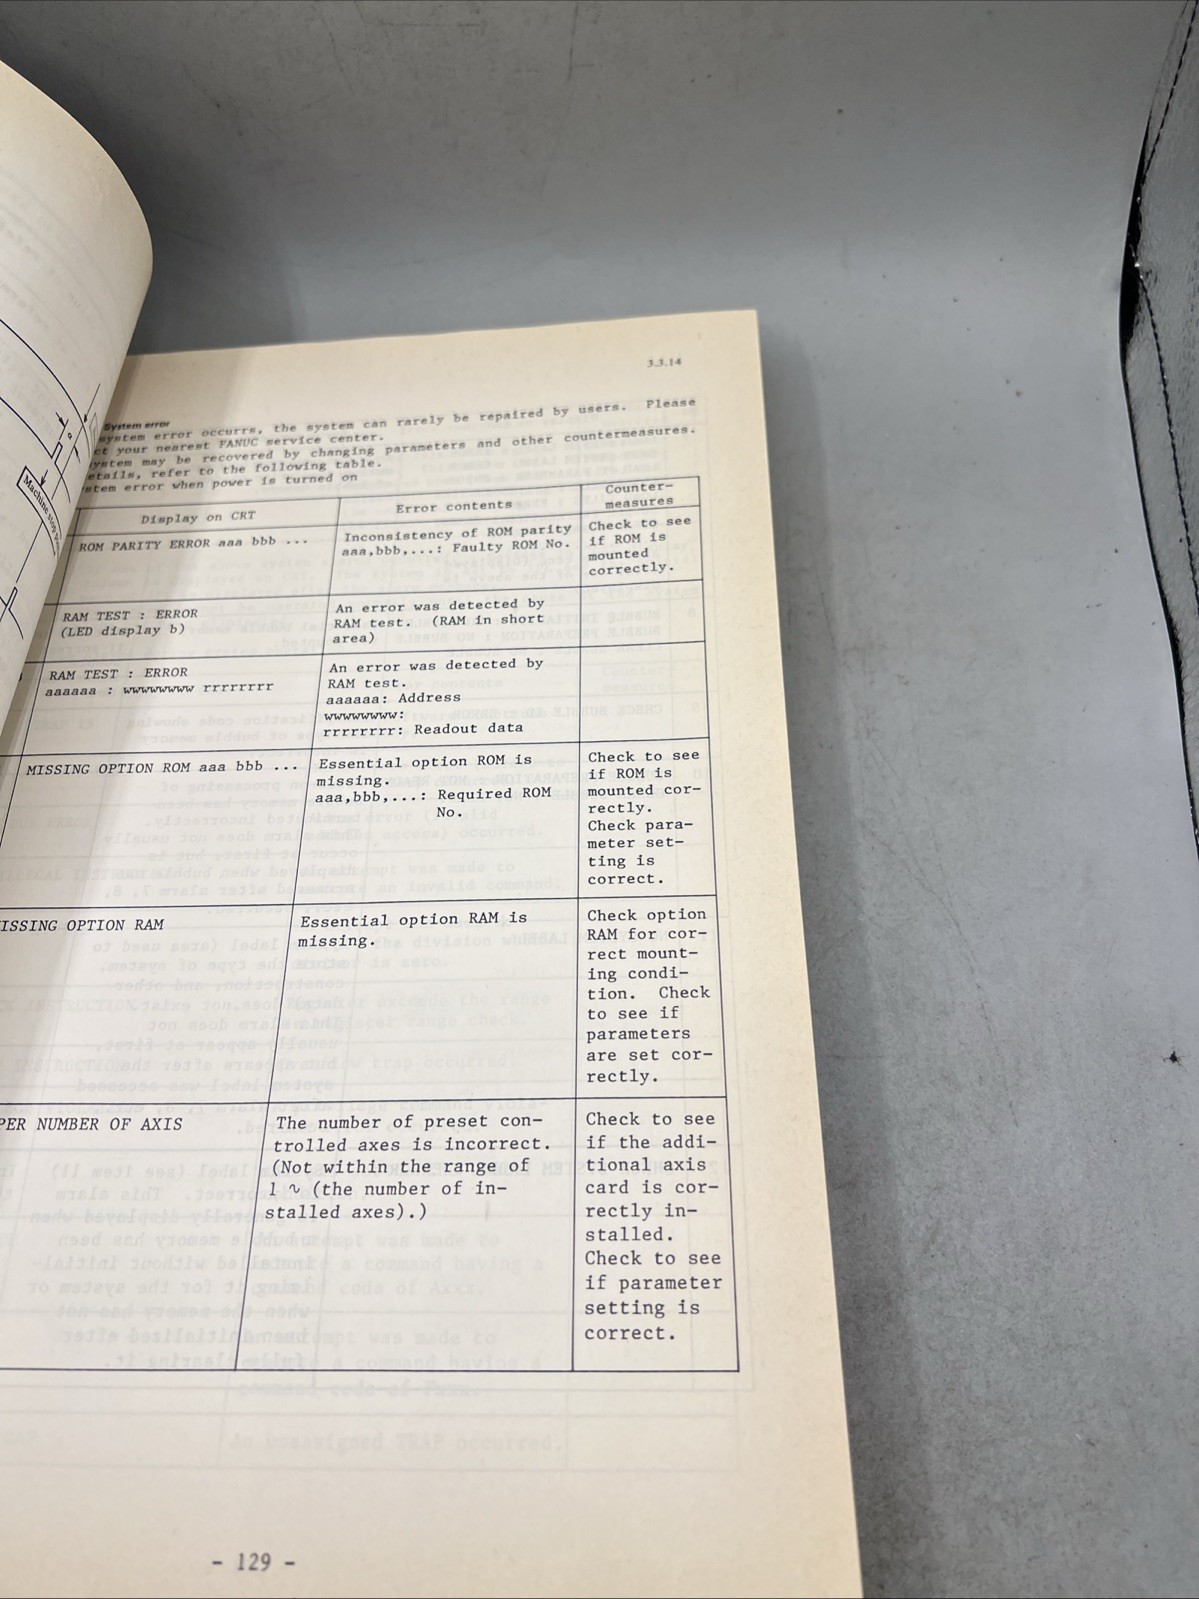 3.3.14
System error
system error occurrs, the system can rarely be repaired by users. Please
ct your nearest FANUC service center.
ystem may be recovered by changing parameters and other countermeasures.
etails, refer to the following table.
stem error when power is turned on
Display on CRT
Error contents
Counter-
measures
ROM PARITY ERROR aaa bbb ...
Inconsistency of ROM parity
aaa,bbb,...: Faulty ROM No.
Check to see
if ROM is
mounted
correctly.
RAM TEST : ERROR
(LED display b)
An error was detected by
RAM test. (RAM in short
area)
RAM TEST : ERROR
aaaaaa : wwwwwwww rrrrrrrr
An error was detected by
RAM test.
aaaaaa: Address
wwwwwwww:
rrrrrrrr: Readout data
MISSING OPTION ROM aaa bbb ...
Essential option ROM is
missing.
aaa,bbb,...: Required ROM
No.
Check to see
if ROM is
mounted cor-
rectly.
Check para-
meter set-
ting is
correct.
ISSING OPTION RAM
Essential option RAM is
missing.
Check option
RAM for cor-
rect mount-
ing condi-
tion. Check
to see if
parameters
are set cor-
rectly.
PER NUMBER OF AXIS
The number of preset con-
trolled axes is incorrect.
(Not within the range of
1 ∿ (the number of in-
stalled axes).)
Check to see
if the addi-
tional axis
card is cor-
rectly in-
stalled.
Check to see
if parameter
setting is
correct.
- 129 -
Machine stop